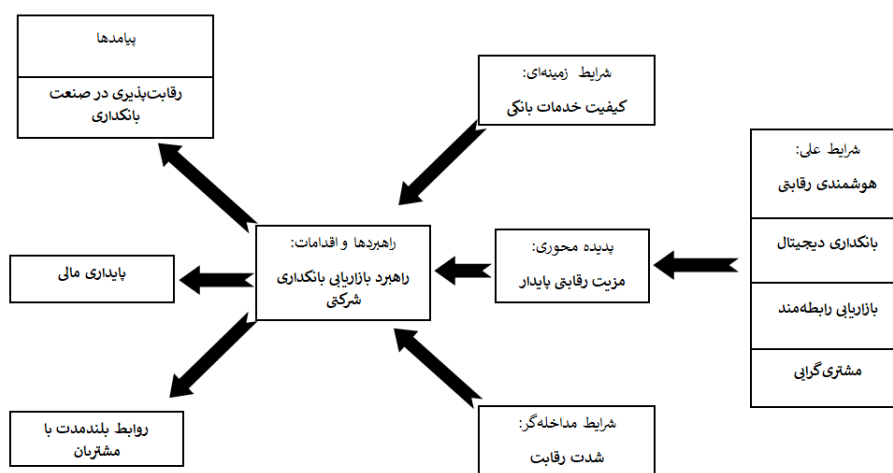 شرایط علی:
هوشمندی رقابتی
بانکداری دیجیتال
بازاریابی رابطه‌مند
مشتری‌گرایی
شرایط زمینه‌ای:
کیفیت خدمات بانکی
پدیده محوری:
مزیت رقابتی پایدار
شرایط مداخله‌گر:
شدت رقابت
راهبردها و اقدامات:
راهبرد بازاریابی بانکداری
شرکتی
پیامدها
رقابت‌پذیری در صنعت
بانکداری
پایداری مالی
روابط بلندمدت با
مشتریان